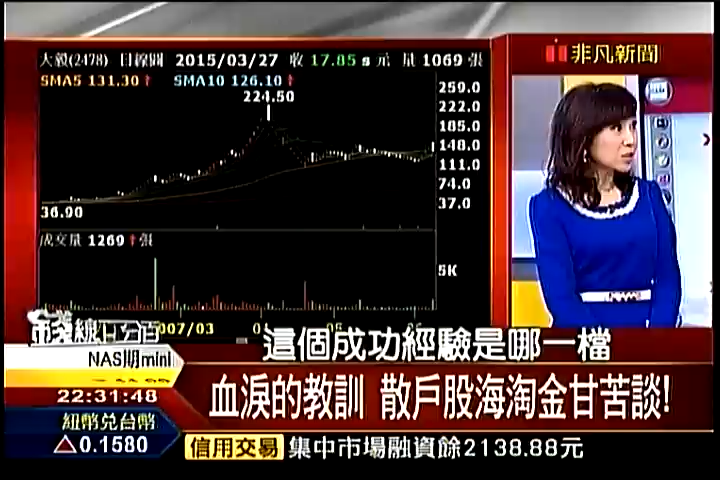 大毅(2478) 日線圖 2015/03/27 收 17.85 s 元 量 1069 張
非凡新聞
SMA5 131.30↑ SMA10 126.10↑
224.50
259.0
222.0
185.0
148.0
111.0
74.0
37.0
36.90
成交量 1269↑張
5K
007/03
這個成功經驗是哪一檔
NAS期mini
22:31:48
血淚的教訓 散戶股海淘金甘苦談!
紐幣兌台幣
△0.1580
信用交易 集中市場融資餘2138.88元